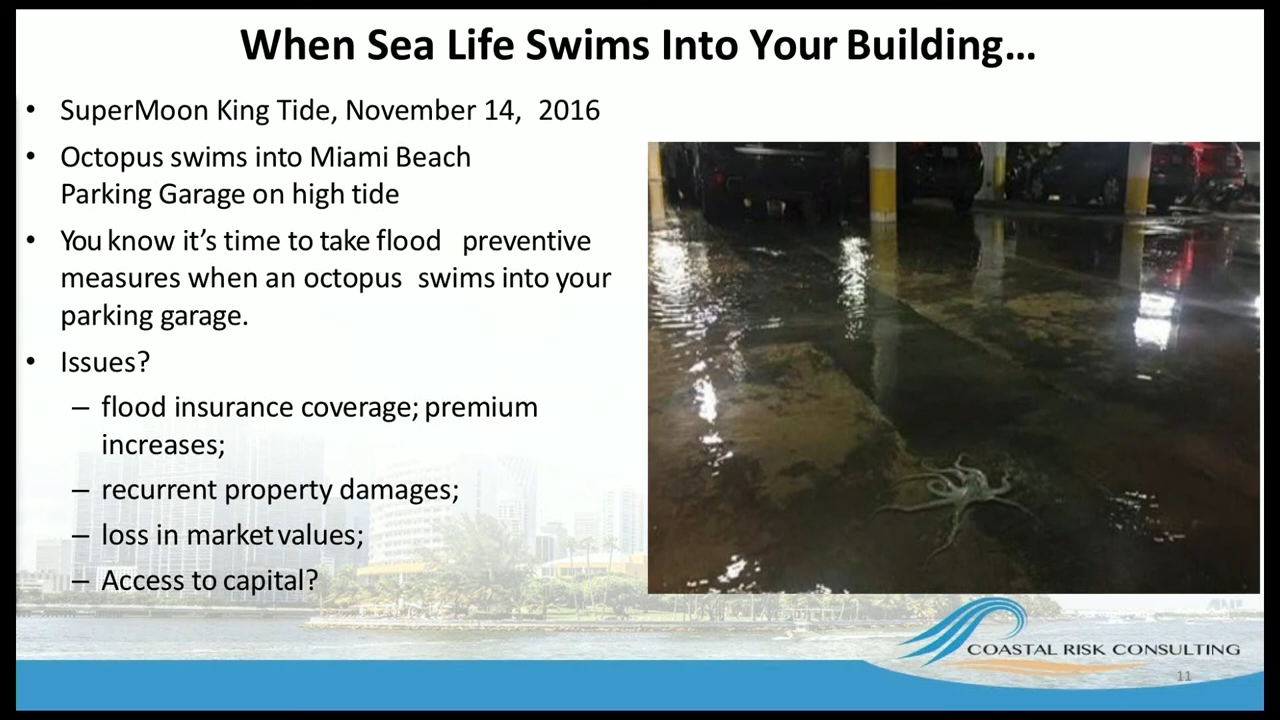 When Sea Life Swims Into Your Building...
• SuperMoon King Tide, November 14, 2016
• Octopus swims into Miami Beach
Parking Garage on high tide
• You know it’s time to take flood preventive
measures when an octopus swims into your
parking garage.
• Issues?
– flood insurance coverage; premium
increases;
– recurrent property damages;
– loss in market values;
– Access to capital?
COASTAL RISK CONSULTING
11